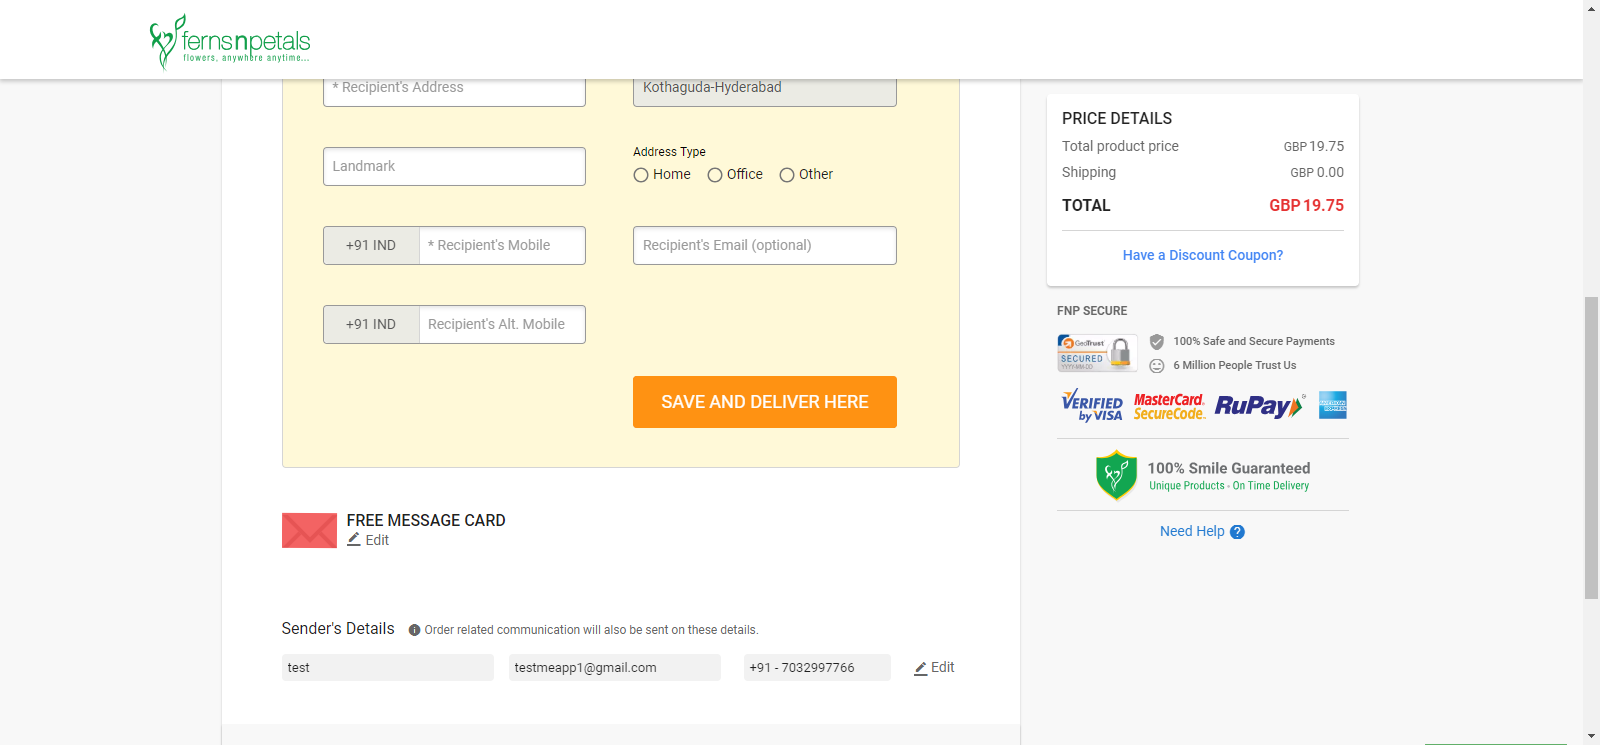 fernsnpetals
flowers, anywhere anytime...
* Recipient's Address
Kothaguda-Hyderabad
Landmark
Address Type
Home
Office
Other
+91 IND
* Recipient's Mobile
Recipient's Email (optional)
+91 IND
Recipient's Alt. Mobile
SAVE AND DELIVER HERE
FREE MESSAGE CARD
Edit
Sender's Details
Order related communication will also be sent on these details.
test
testmeapp1@gmail.com
+91 - 7032997766
Edit
PRICE DETAILS
Total product price GBP 19.75
Shipping GBP 0.00
TOTAL GBP 19.75
Have a Discount Coupon?
FNP SECURE
GeoTrust
SECURED
YYYY-MM-DD
100% Safe and Secure Payments
6 Million People Trust Us
VERIFIED
by VISA
MasterCard
SecureCode
RuPay
100% Smile Guaranteed
Unique Products - On Time Delivery
Need Help ?